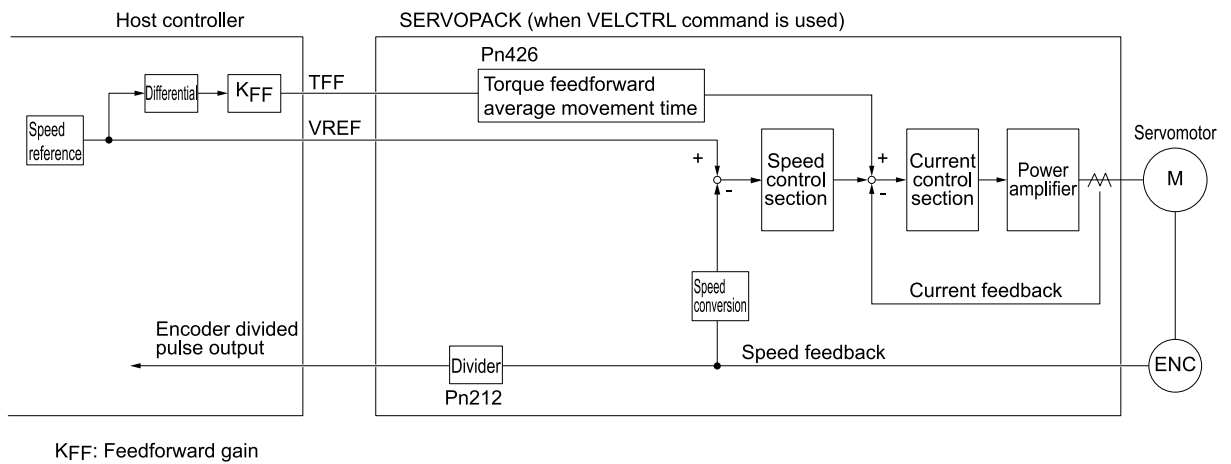 Host controller
SERVOPACK (when VELCTRL command is used)
Pn426
Differential
KFF
TFF
Torque feedforward
average movement time
Speed
reference
VREF
+
-
Speed
control
section
+
-
Current
control
section
Power
amplifier
Servomotor
M
Speed
conversion
Current feedback
Encoder divided
pulse output
Divider
Speed feedback
ENC
Pn212
KFF: Feedforward gain